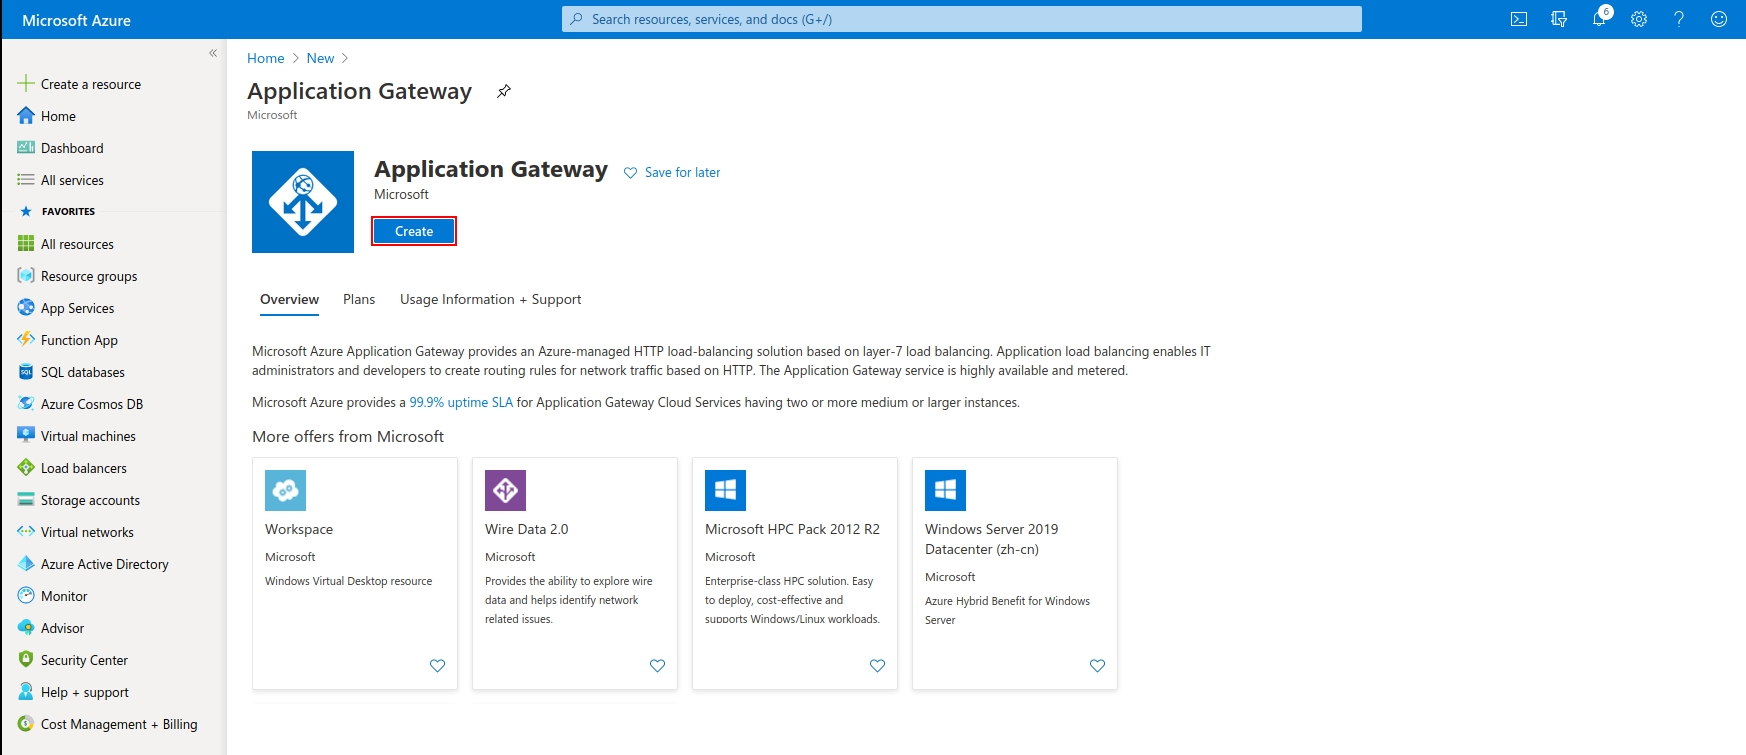 Microsoft Azure
Search resources, services, and docs (G+/)
6
«
Create a resource
Home
Dashboard
All services
FAVORITES
All resources
Resource groups
App Services
Function App
SQL databases
Azure Cosmos DB
Virtual machines
Load balancers
Storage accounts
Virtual networks
Azure Active Directory
Monitor
Advisor
Security Center
Help + support
Cost Management + Billing
Home > New >
Application Gateway
Microsoft
Application Gateway
Save for later
Microsoft
Create
Overview Plans Usage Information + Support
Microsoft Azure Application Gateway provides an Azure-managed HTTP load-balancing solution based on layer-7 load balancing. Application load balancing enables IT
administrators and developers to create routing rules for network traffic based on HTTP. The Application Gateway service is highly available and metered.
Microsoft Azure provides a 99.9% uptime SLA for Application Gateway Cloud Services having two or more medium or larger instances.
More offers from Microsoft
Workspace
Microsoft
Windows Virtual Desktop resource
Wire Data 2.0
Microsoft
Provides the ability to explore wire
data and helps identify network
related issues.
Microsoft HPC Pack 2012 R2
Microsoft
Enterprise-class HPC solution. Easy
to deploy, cost-effective and
supports Windows/Linux workloads.
Windows Server 2019
Datacenter (zh-cn)
Microsoft
Azure Hybrid Benefit for Windows
Server